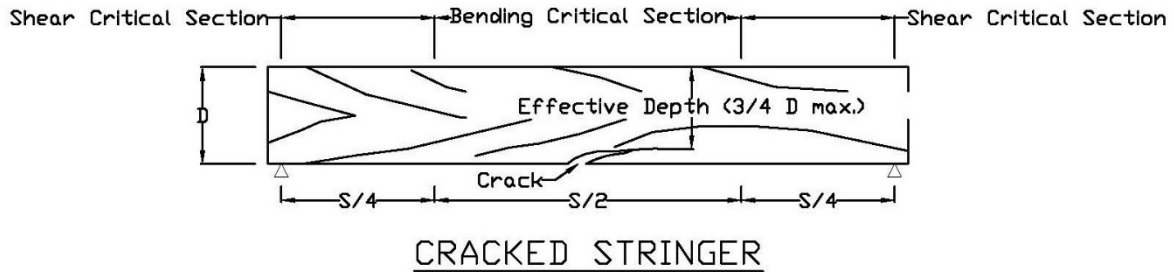 Shear Critical Section
Bending Critical Section
Shear Critical Section
D
Effective Depth (3/4 D max.)
Crack
S/4
S/2
S/4
CRACKED STRINGER